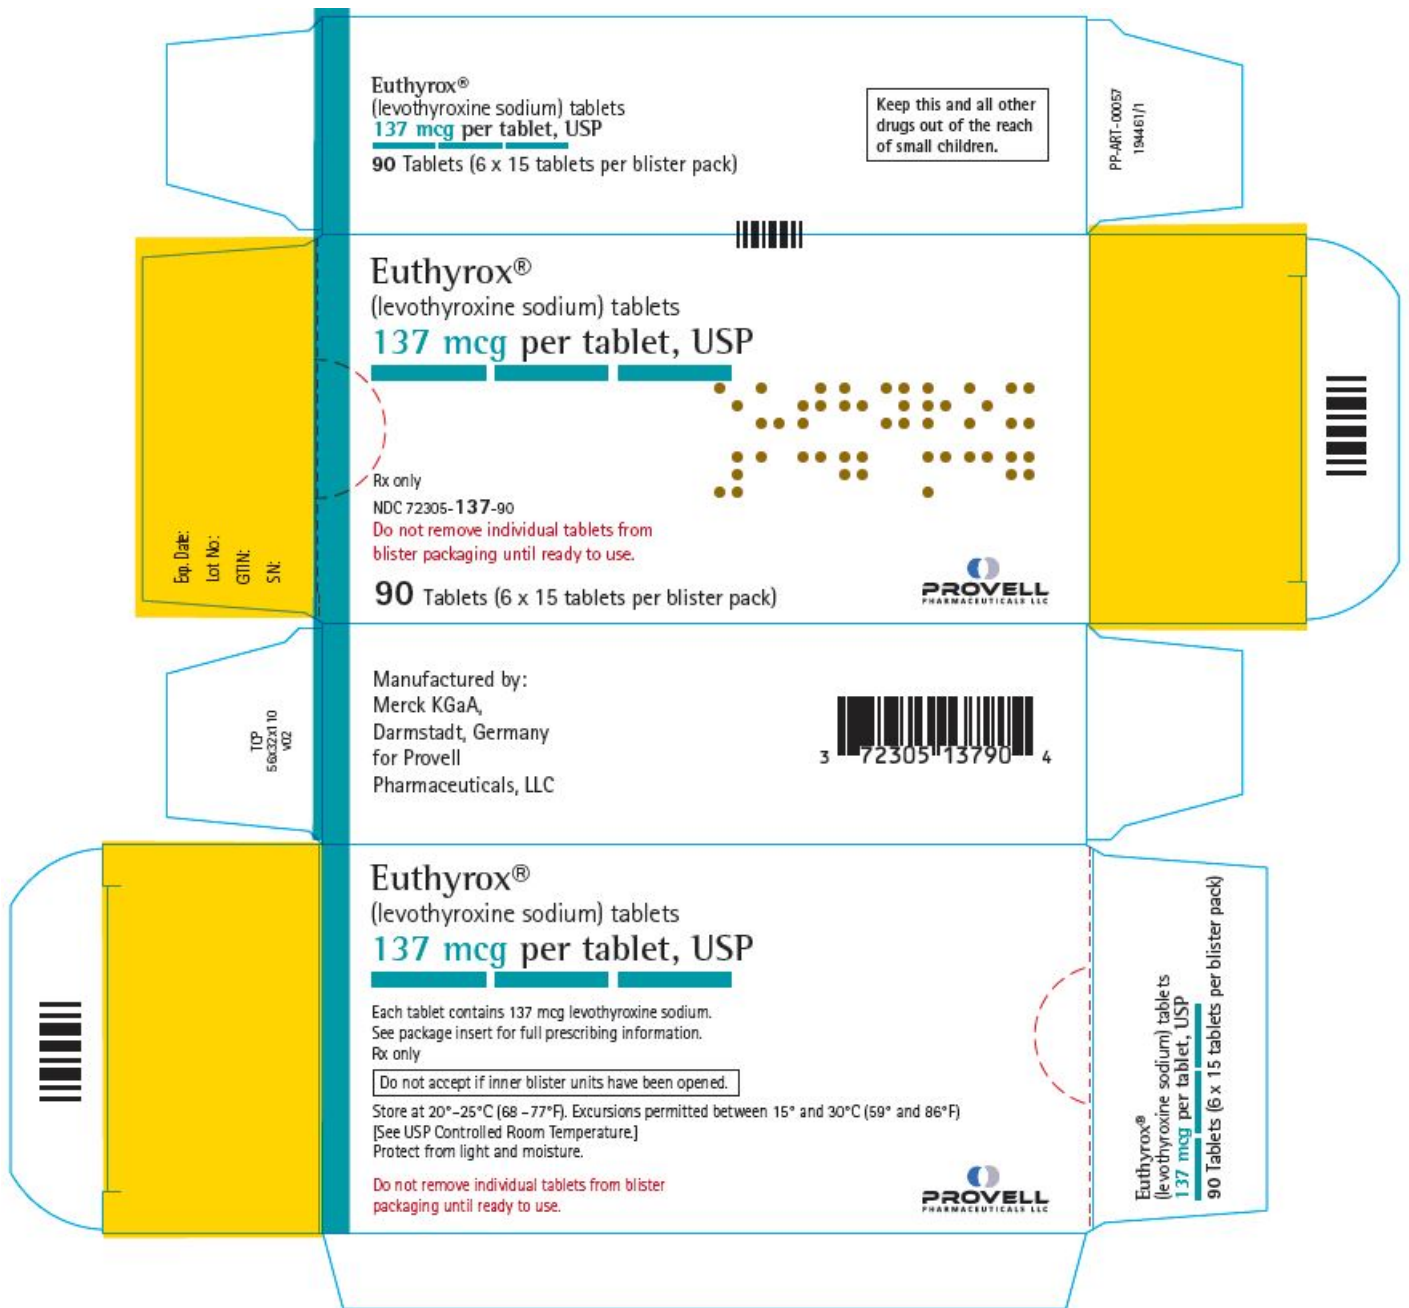 Euthyrox®
(levothyroxine sodium) tablets
137 mcg per tablet, USP
90 Tablets (6 x 15 tablets per blister pack)
Keep this and all other
drugs out of the reach
of small children.
PP-ART-00057
194461/1
Euthyrox®
(levothyroxine sodium) tablets
137 mcg per tablet, USP
Rx only
NDC 72305-137-90
Do not remove individual tablets from
blister packaging until ready to use.
90 Tablets (6 x 15 tablets per blister pack)
PROVELL
PHARMACEUTICALS LLC
Exp. Date:
Lot No:
GTIN:
SN:
TCP
56x32x110
v02
Manufactured by:
Merck KGaA,
Darmstadt, Germany
for Provell
Pharmaceuticals, LLC
3 72305 13790 4
Euthyrox®
(levothyroxine sodium) tablets
137 mcg per tablet, USP
Each tablet contains 137 mcg levothyroxine sodium.
See package insert for full prescribing information.
Rx only
Do not accept if inner blister units have been opened.
Store at 20°–25°C (68 –77°F). Excursions permitted between 15° and 30°C (59° and 86°F)
[See USP Controlled Room Temperature.]
Protect from light and moisture.
Do not remove individual tablets from blister
packaging until ready to use.
PROVELL
PHARMACEUTICALS LLC
Euthyrox®
(levothyroxine sodium) tablets
137 mcg per tablet, USP
90 Tablets (6 x 15 tablets per blister pack)